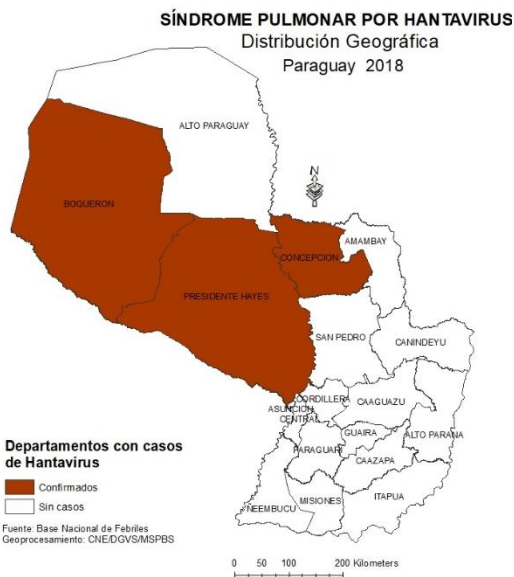 SÍNDROME PULMONAR POR HANTAVIRUS
Distribución Geográfica
Paraguay 2018
ALTO PARAGUAY
N
BOQUERON
CONCEPCION
AMAMBAY
PRESIDENTE HAYES
SAN PEDRO
CANINDEYU
CORDILLERA
CAAGUAZU
ASUNCION
CENTRAL
GUAIRA
ALTO PARANA
PARAGUARI
CAAZAPA
ITAPUA
MISIONES
NEEMBUCU
Departamentos con casos
de Hantavirus
Confirmados
Sin casos
Fuente: Base Nacional de Febriles
Geoprocesamiento: CNE/DGVS/MSPBS
0 50 100 200 Kilometers